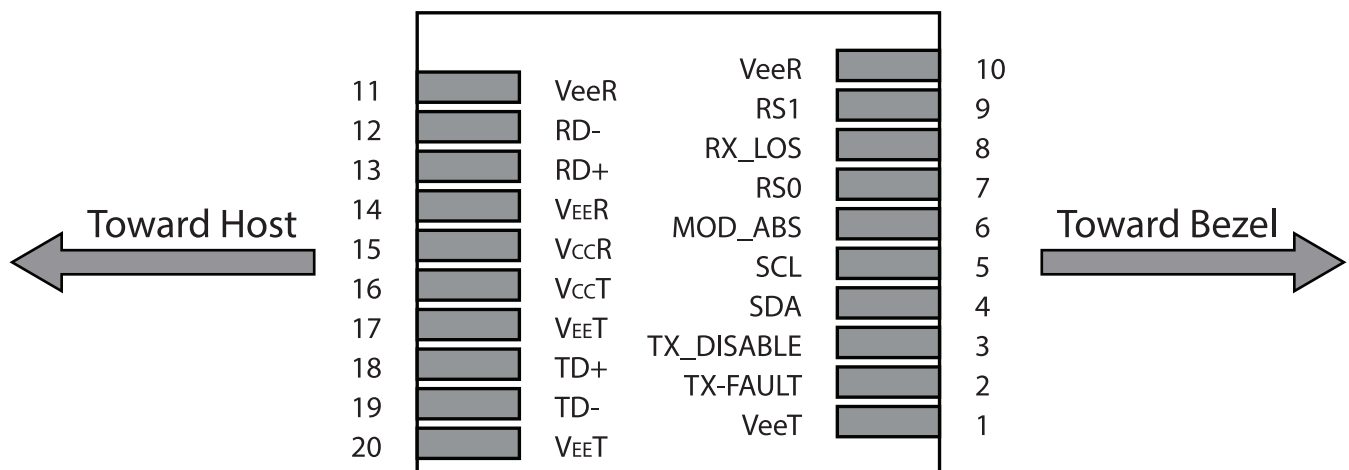 VeeR 10
11 VeeR
RS1 9
12 RD-
RX_LOS 8
13 RD+
RS0 7
14 VEER
MOD_ABS 6
Toward Host
Toward Bezel
15 VCCR
SCL 5
16 VCCT
SDA 4
17 VEET
TX_DISABLE 3
18 TD+
TX-FAULT 2
19 TD-
VeeT 1
20 VEET